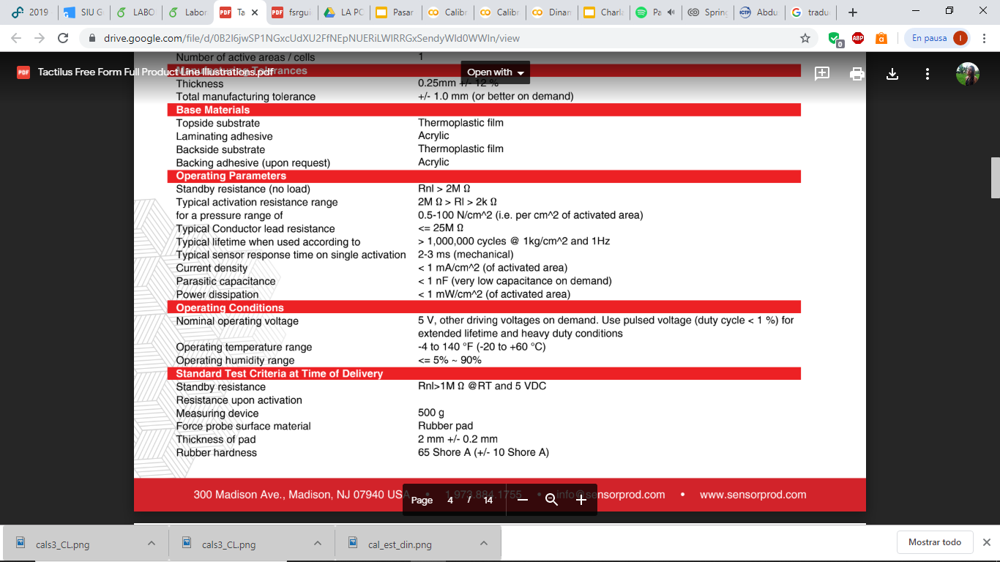 2019 SIU G LABO Labor Ta fsrgui LA PC Pasar Calibr Calibr Dinan Charla Pa Spring Abdu tradu
drive.google.com/file/d/0B2I6jwSP1NGxcUdXU2FfNEpNUERiLWlRRGxSendyWld0WWIn/view ABP 0 En pausa I
Number of active areas / cells 1
Tactilus Free Form Full Product Line Illustrations.pdf Open with
Manufacturing Tolerances
Thickness 0.25mm +/- 12 %
Total manufacturing tolerance +/- 1.0 mm (or better on demand)
Base Materials
Topside substrate Thermoplastic film
Laminating adhesive Acrylic
Backside substrate Thermoplastic film
Backing adhesive (upon request) Acrylic
Operating Parameters
Standby resistance (no load) Rnl > 2M Ω
Typical activation resistance range 2M Ω > Rl > 2k Ω
for a pressure range of 0.5-100 N/cm^2 (i.e. per cm^2 of activated area)
Typical Conductor lead resistance <= 25M Ω
Typical lifetime when used according to > 1,000,000 cycles @ 1kg/cm^2 and 1Hz
Typical sensor response time on single activation 2-3 ms (mechanical)
Current density < 1 mA/cm^2 (of activated area)
Parasitic capacitance < 1 nF (very low capacitance on demand)
Power dissipation < 1 mW/cm^2 (of activated area)
Operating Conditions
Nominal operating voltage 5 V, other driving voltages on demand. Use pulsed voltage (duty cycle < 1 %) for
extended lifetime and heavy duty conditions
Operating temperature range -4 to 140 °F (-20 to +60 °C)
Operating humidity range <= 5% ~ 90%
Standard Test Criteria at Time of Delivery
Standby resistance Rnl>1M Ω @RT and 5 VDC
Resistance upon activation
Measuring device 500 g
Force probe surface material Rubber pad
Thickness of pad 2 mm +/- 0.2 mm
Rubber hardness 65 Shore A (+/- 10 Shore A)
300 Madison Ave., Madison, NJ 07940 USA • 1.973.884.1755 • info@sensorprod.com • www.sensorprod.com
Page 4 / 14
cals3_CL.png cals3_CL.png cal_est_din.png Mostrar todo